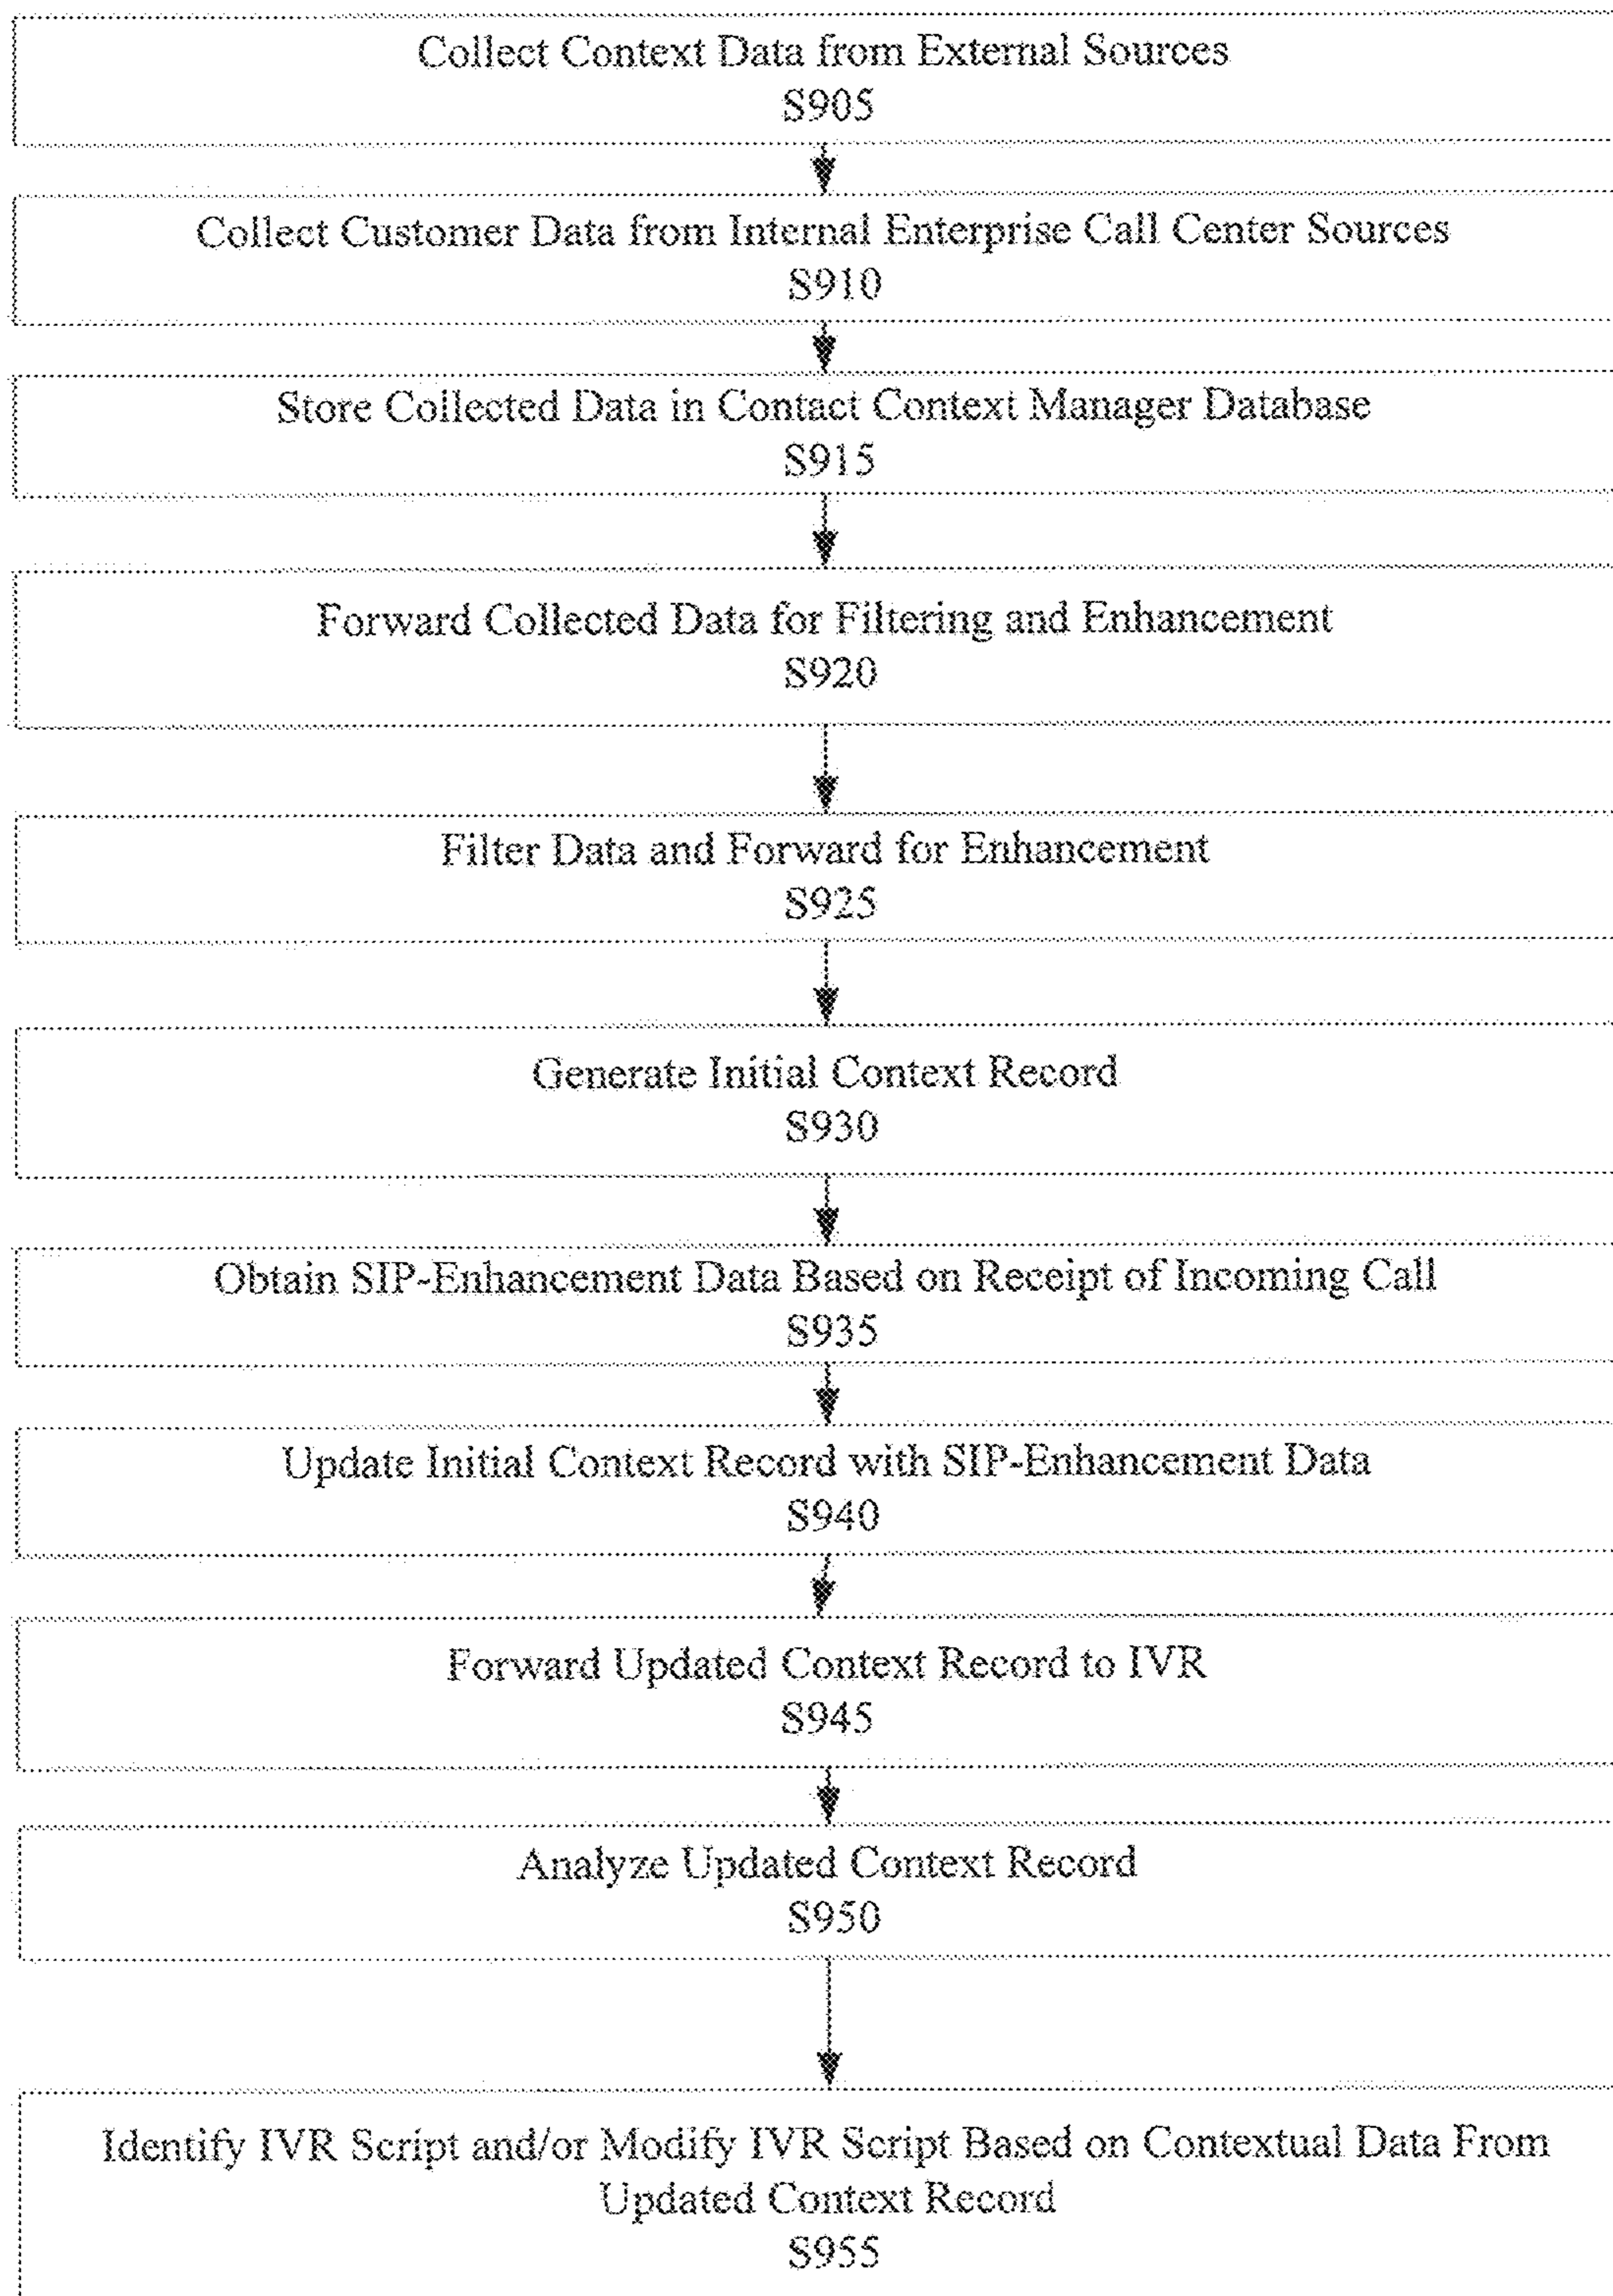 Collect Context Data from External Sources
S905
Collect Customer Data from Internal Enterprise Call Center Sources
S910
Store Collected Data in Contact Context Manager Database
S915
Forward Collected Data for Filtering and Enhancement
S920
Filter Data and Forward for Enhancement
S925
Generate Initial Context Record
S930
Obtain SIP-Enhancement Data Based on Receipt of Incoming Call
S935
Update Initial Context Record with SIP-Enhancement Data
S940
Forward Updated Context Record to IVR
S945
Analyze Updated Context Record
S950
Identify IVR Script and/or Modify IVR Script Based on Contextual Data From
Updated Context Record
S955